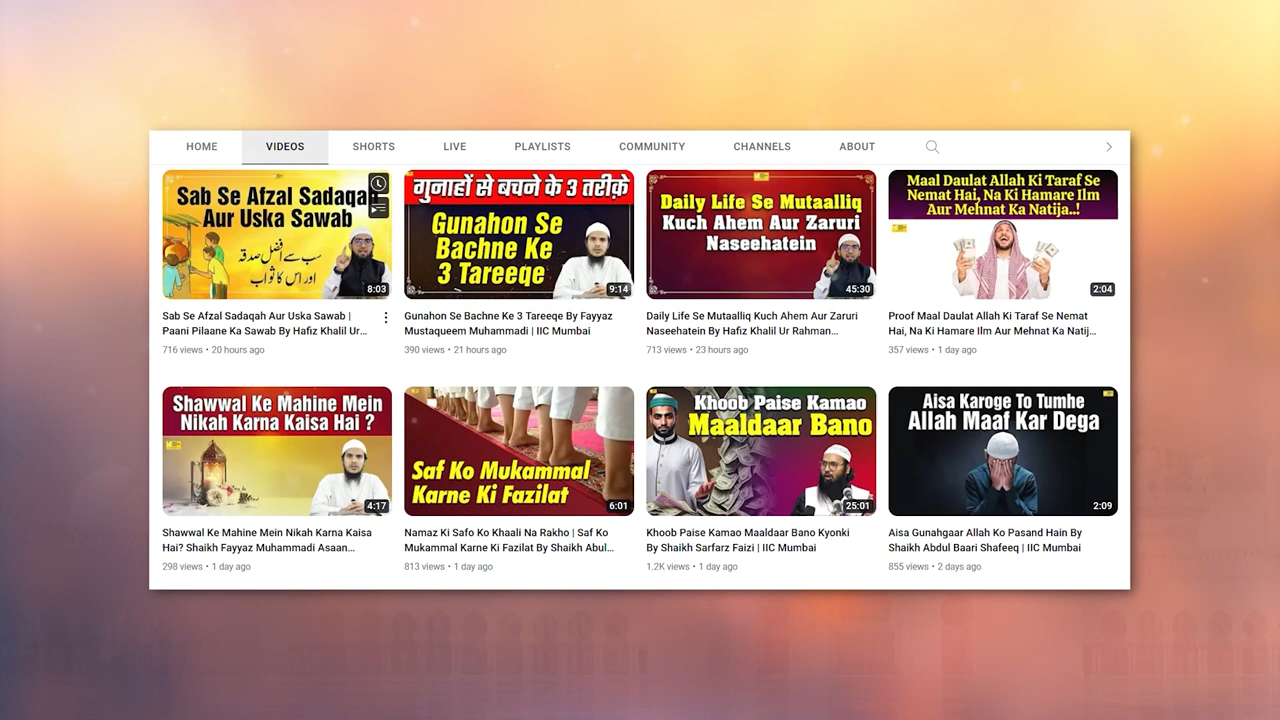 HOME
VIDEOS
SHORTS
LIVE
PLAYLISTS
COMMUNITY
CHANNELS
ABOUT
Sab Se Afzal Sadaqah
Aur Uska Sawab
سب سے افضل صدقہ
اور اس کا ثواب
8:03
Sab Se Afzal Sadaqah Aur Uska Sawab |
Paani Pilaane Ka Sawab By Hafiz Khalil Ur...
716 views • 20 hours ago
गुनाहों से बचने के 3 तरीक़े
Gunahon Se
Bachne Ke
3 Tareeqe
9:14
Gunahon Se Bachne Ke 3 Tareeqe By Fayyaz
Mustaqueem Muhammadi | IIC Mumbai
390 views • 21 hours ago
Daily Life Se Mutaalliq
Kuch Ahem Aur Zaruri
Naseehatein
45:30
Daily Life Se Mutaalliq Kuch Ahem Aur Zaruri
Naseehatein By Hafiz Khalil Ur Rahman...
713 views • 23 hours ago
Maal Daulat Allah Ki Taraf Se
Nemat Hai, Na Ki Hamare Ilm
Aur Mehnat Ka Natija..!
2:04
Proof Maal Daulat Allah Ki Taraf Se Nemat
Hai, Na Ki Hamare Ilm Aur Mehnat Ka Natij...
357 views • 1 day ago
Shawwal Ke Mahine Mein
Nikah Karna Kaisa Hai ?
4:17
Shawwal Ke Mahine Mein Nikah Karna Kaisa
Hai? Shaikh Fayyaz Muhammadi Asaan...
298 views • 1 day ago
Saf Ko Mukammal
Karne Ki Fazilat
6:01
Namaz Ki Safo Ko Khaali Na Rakho | Saf Ko
Mukammal Karne Ki Fazilat By Shaikh Abul...
813 views • 1 day ago
Khoob Paise Kamao
Maaldaar Bano
25:01
Khoob Paise Kamao Maaldaar Bano Kyonki
By Shaikh Sarfarz Faizi | IIC Mumbai
1.2K views • 1 day ago
Aisa Karoge To Tumhe
Allah Maaf Kar Dega
2:09
Aisa Gunahgaar Allah Ko Pasand Hain By
Shaikh Abdul Baari Shafeeq | IIC Mumbai
855 views • 2 days ago